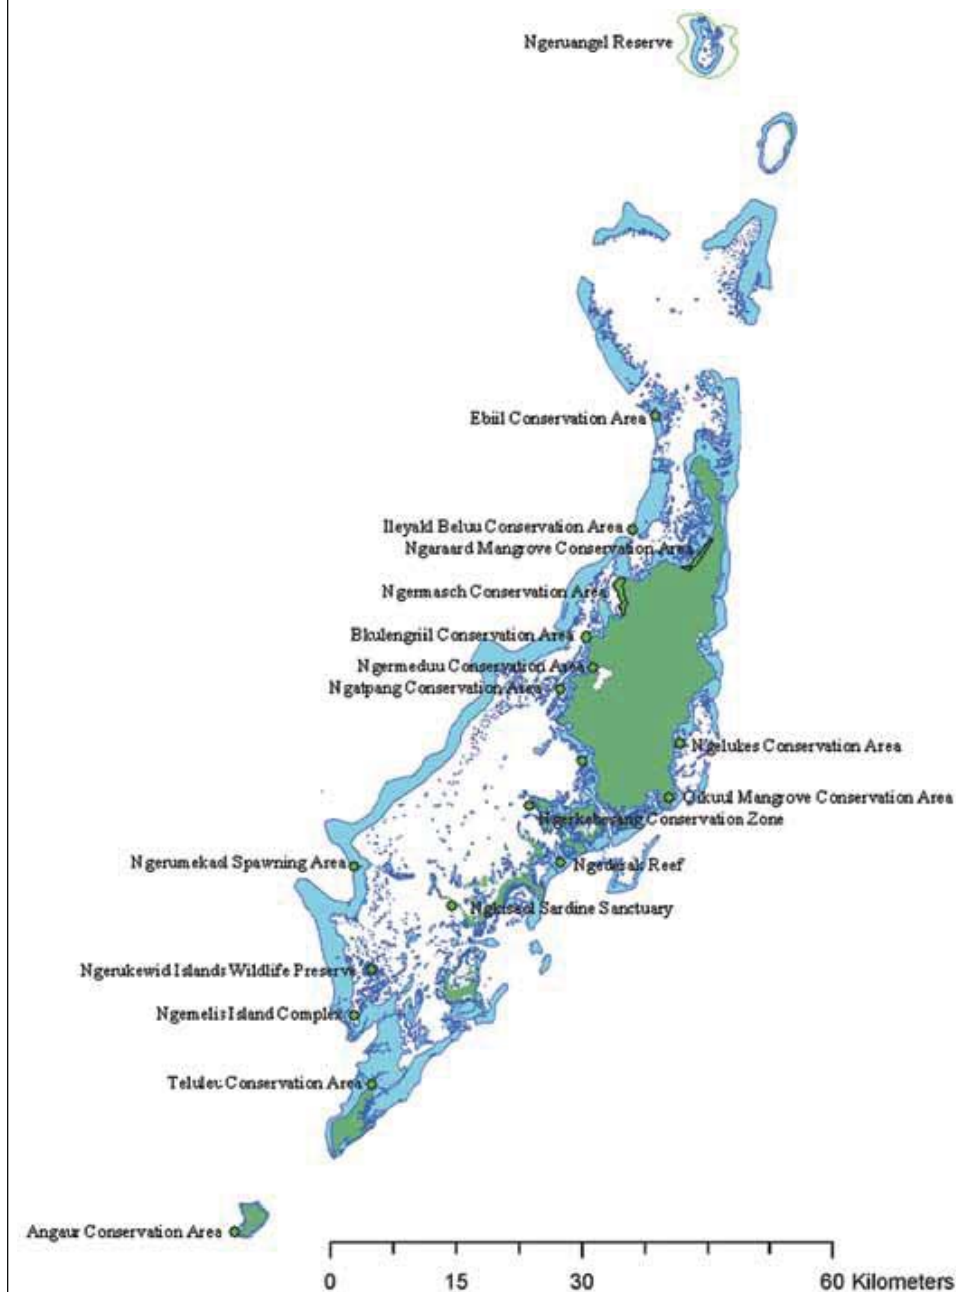 Ngeruangel Reserve
Ebiil Conservation Area
Ileyakl Beluu Conservation Area
Ngaraard Mangrove Conservation Area
Ngermasch Conservation Area
Bkulengriil Conservation Area
Ngermeduu Conservation Area
Ngatpang Conservation Area
Ngelukes Conservation Area
Oikuul Mangrove Conservation Area
Ngerkebesang Conservation Zone
Ngerumekaol Spawning Area
Ngederak Reef
Ngkisaol Sardine Sanctuary
Ngerukewid Islands Wildlife Preserve
Ngemelis Island Complex
Teluleu Conservation Area
Angaur Conservation Area
0 15 30 60 Kilometers